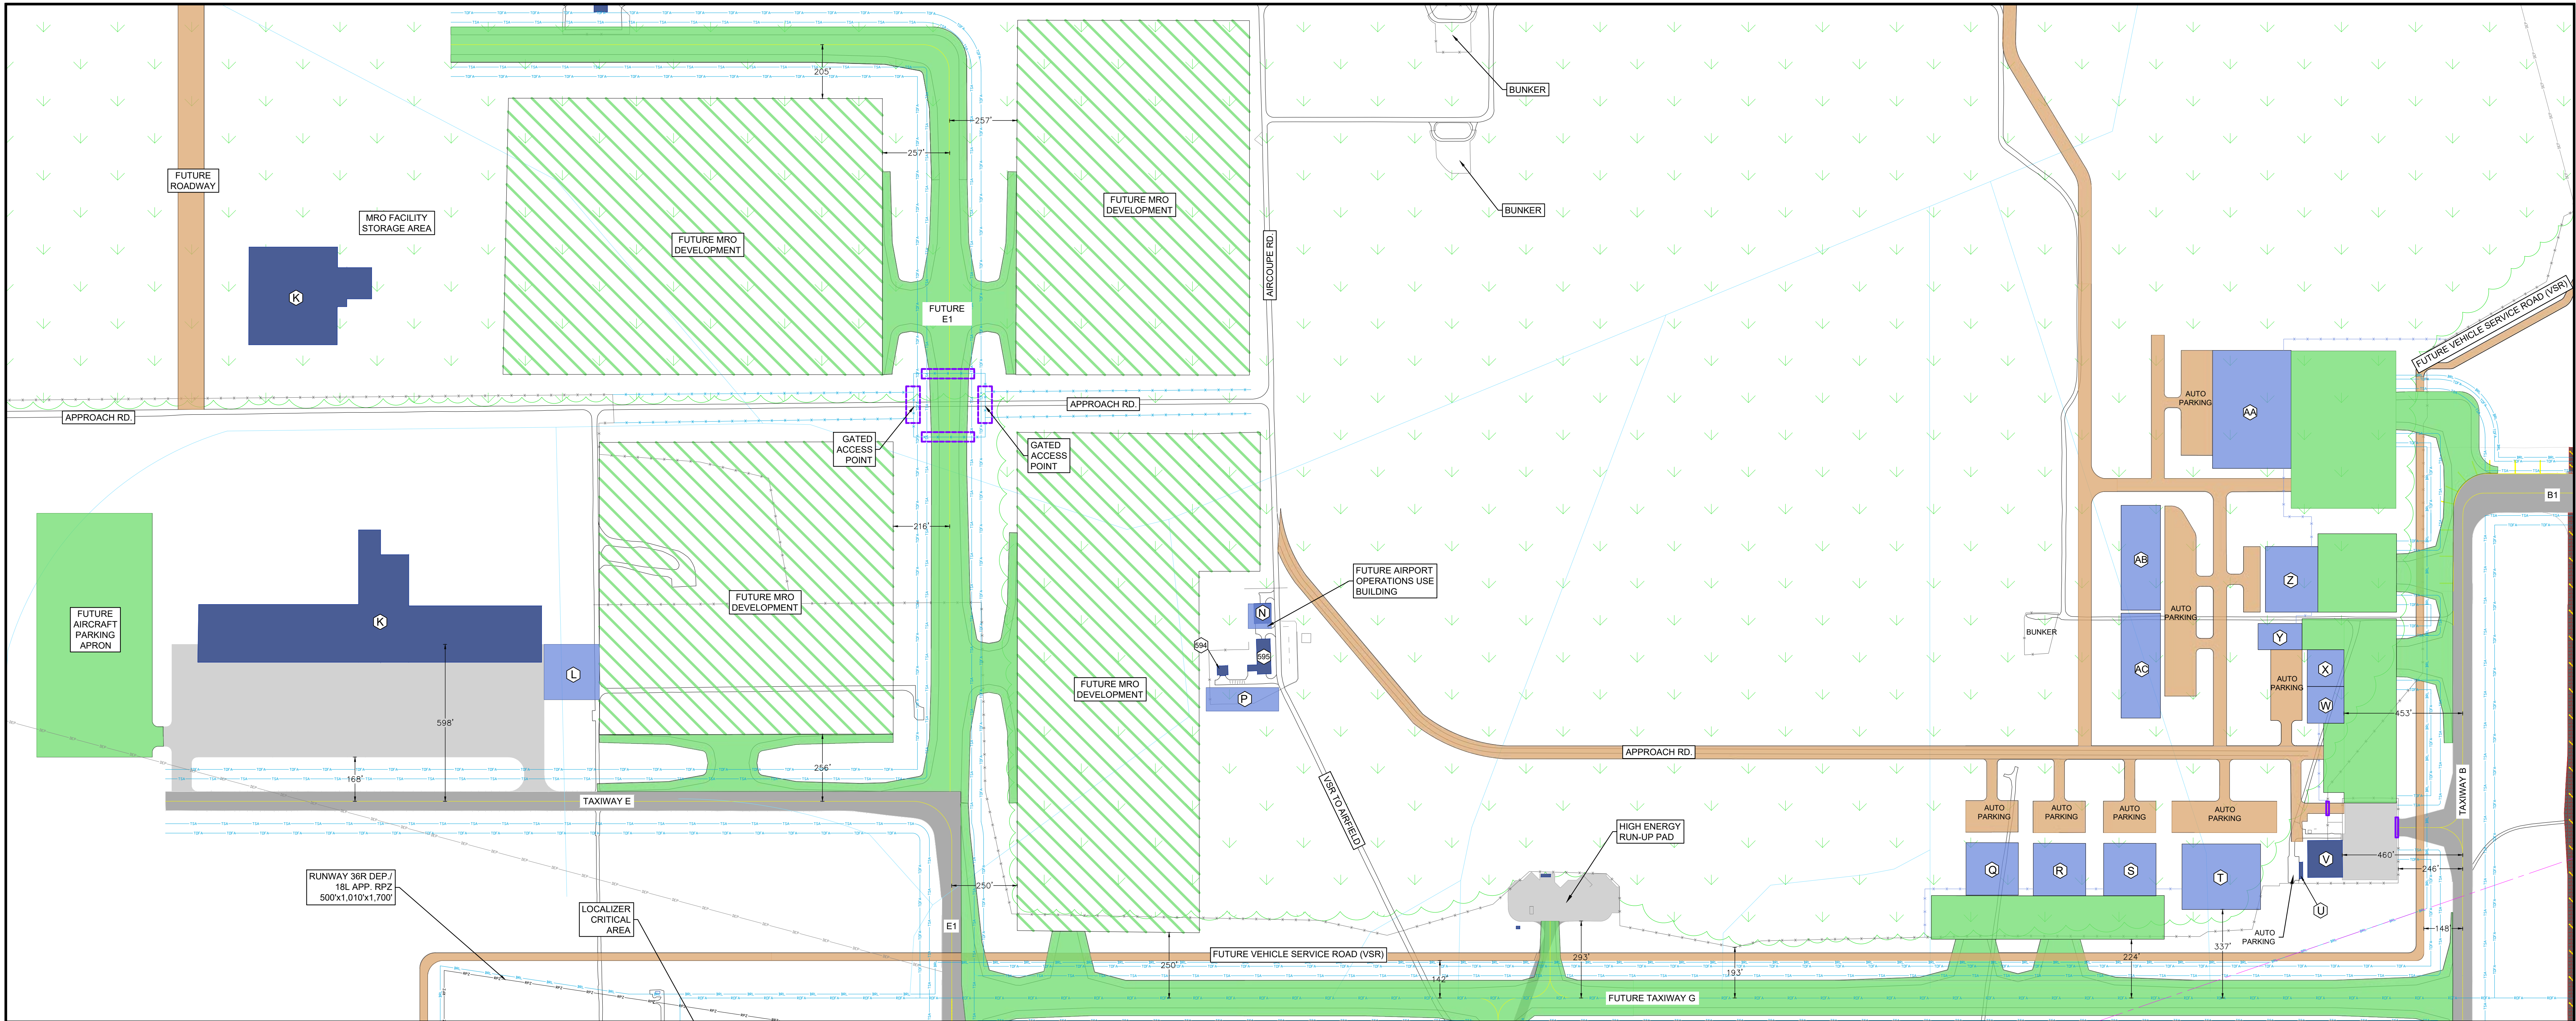 205'
BUNKER
257'
257'
FUTURE
ROADWAY
MRO FACILITY
STORAGE AREA
FUTURE MRO
DEVELOPMENT
FUTURE MRO
DEVELOPMENT
BUNKER
AIRCOUPE RD.
K
FUTURE
E1
FUTURE VEHICLE SERVICE ROAD (VSR)
APPROACH RD.
APPROACH RD.
AUTO
PARKING
AA
GATED
ACCESS
POINT
GATED
ACCESS
POINT
B1
216'
FUTURE AIRPORT
OPERATIONS USE
BUILDING
AB
Z
FUTURE
AIRCRAFT
PARKING
APRON
K
FUTURE MRO
DEVELOPMENT
N
AUTO
PARKING
BUNKER
Y
594
595
L
FUTURE MRO
DEVELOPMENT
P
AC
AUTO
PARKING
X
W
453'
598'
APPROACH RD.
256'
168'
TAXIWAY E
VSR TO AIRFIELD
TAXIWAY B
AUTO
PARKING
AUTO
PARKING
AUTO
PARKING
AUTO
PARKING
HIGH ENERGY
RUN-UP PAD
V
460'
246'
Q
R
S
T
RUNWAY 36R DEP./
18L APP. RPZ
500'x1,010'x1,700'
250'
LOCALIZER
CRITICAL
AREA
U
E1
148'
AUTO
PARKING
337'
FUTURE VEHICLE SERVICE ROAD (VSR)
250'
142'
293'
193'
224'
FUTURE TAXIWAY G
TOFA
TSA
BRL
RPZ